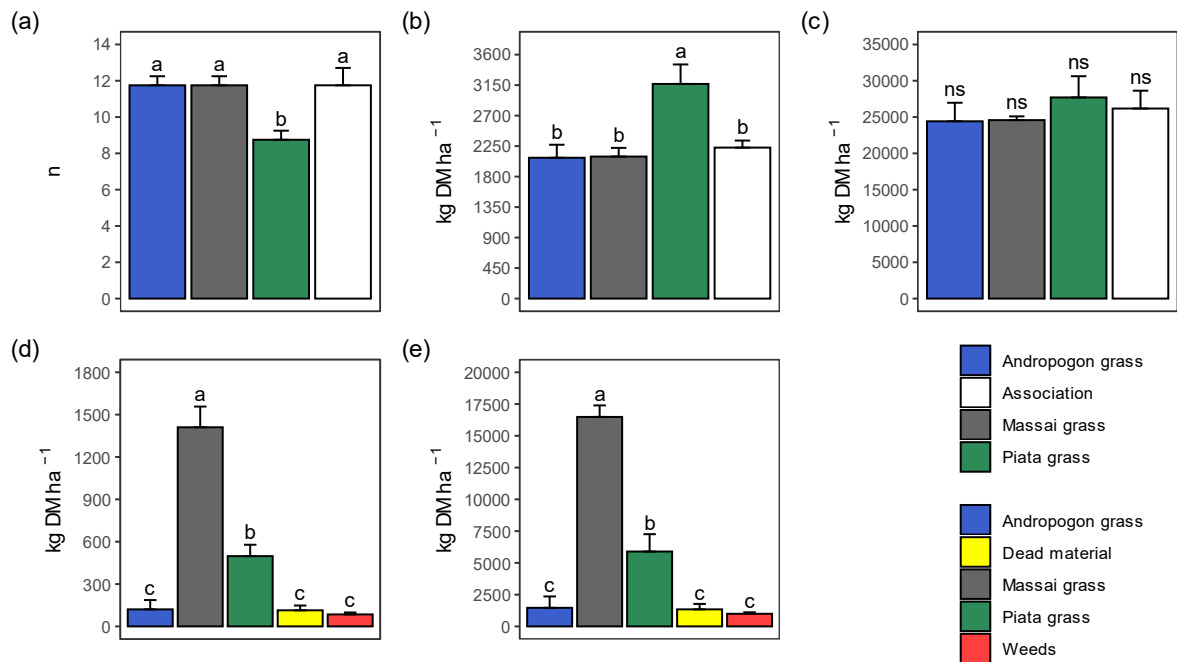 (a)
14
12
10
8
6
4
2
0
n
a
a
b
a
(b)
3600
3150
2700
2250
1800
1350
900
450
0
kg DM ha⁻¹
b
b
a
b
(c)
35000
30000
25000
20000
15000
10000
5000
0
kg DM ha⁻¹
ns
ns
ns
ns
(d)
1800
1500
1200
900
600
300
0
kg DM ha⁻¹
c
a
b
c
c
(e)
20000
17500
15000
12500
10000
7500
5000
2500
0
kg DM ha⁻¹
c
a
b
c
c
Andropogon grass
Association
Massai grass
Piata grass
Andropogon grass
Dead material
Massai grass
Piata grass
Weeds